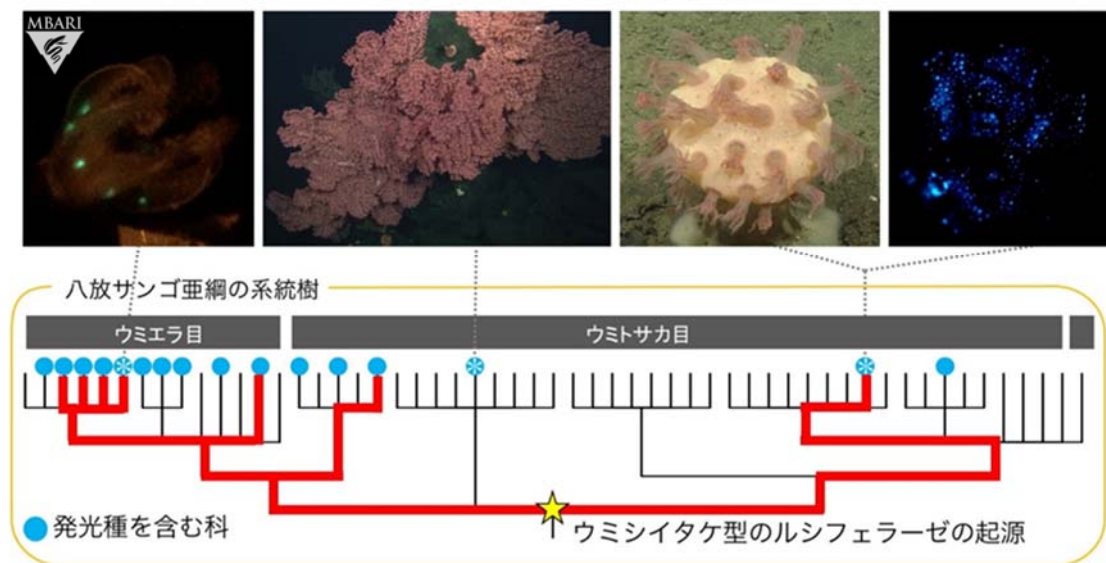 MBARI
八放サンゴ亜綱の系統樹
ウミエラ目
ウミトサカ目
発光種を含む科
ウミシイタケ型のルシフェラーゼの起源